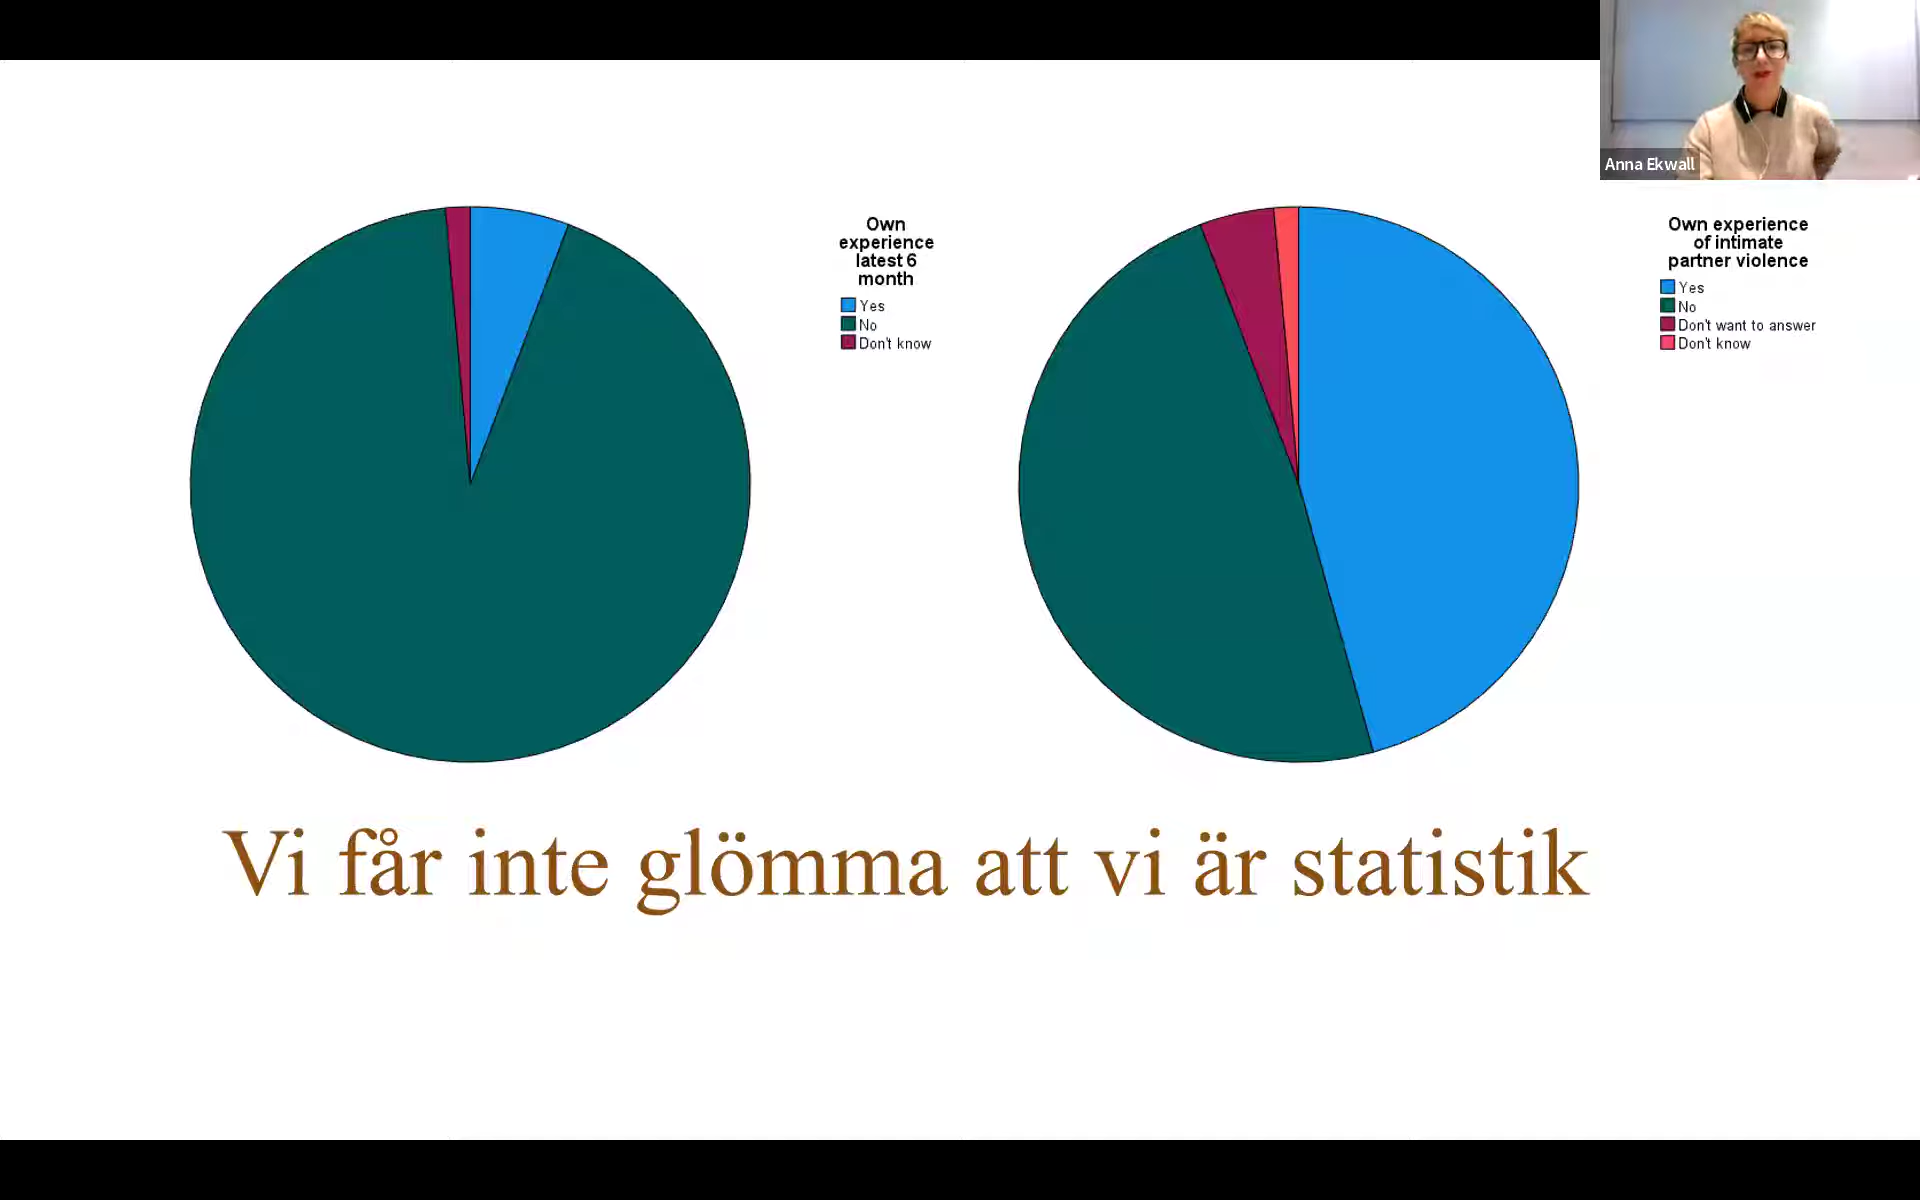 Anna Ekwall
Own
experience
latest 6
month
Yes
No
Don't know
Own experience
of intimate
partner violence
Yes
No
Don't want to answer
Don't know
Vi får inte glömma att vi är statistik